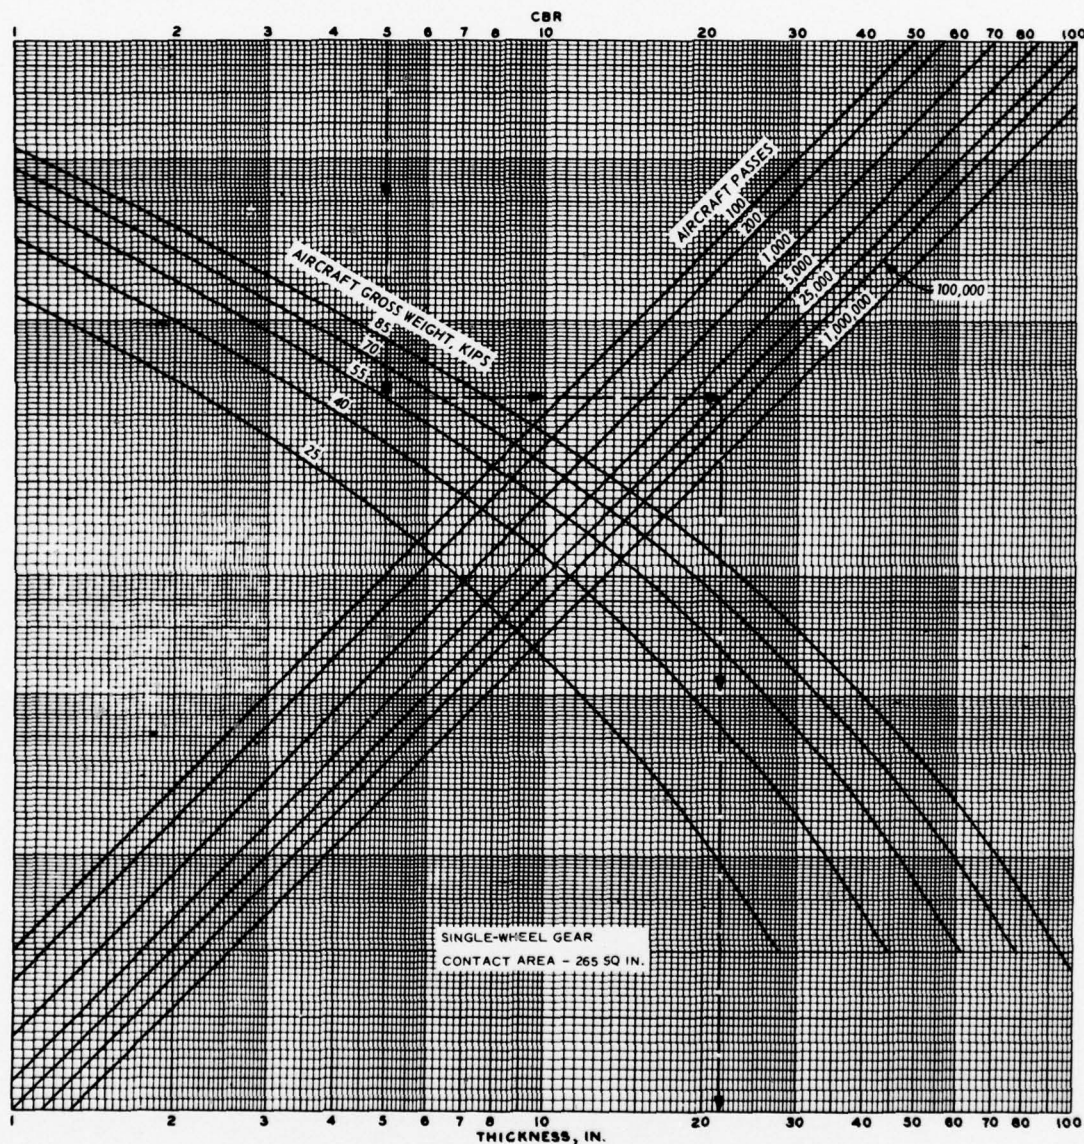 CBR
1 2 3 4 5 6 7 8 10 20 30 40 50 60 70 80 100
AIRCRAFT PASSES
100
200
1,000
5,000
25,000
100,000
1,000,000
AIRCRAFT GROSS WEIGHT, KIPS
85
70
55
40
25
SINGLE-WHEEL GEAR
CONTACT AREA - 265 SQ IN.
1 2 3 4 5 6 7 8 10 20 30 40 50 60 70 80 100
THICKNESS, IN.